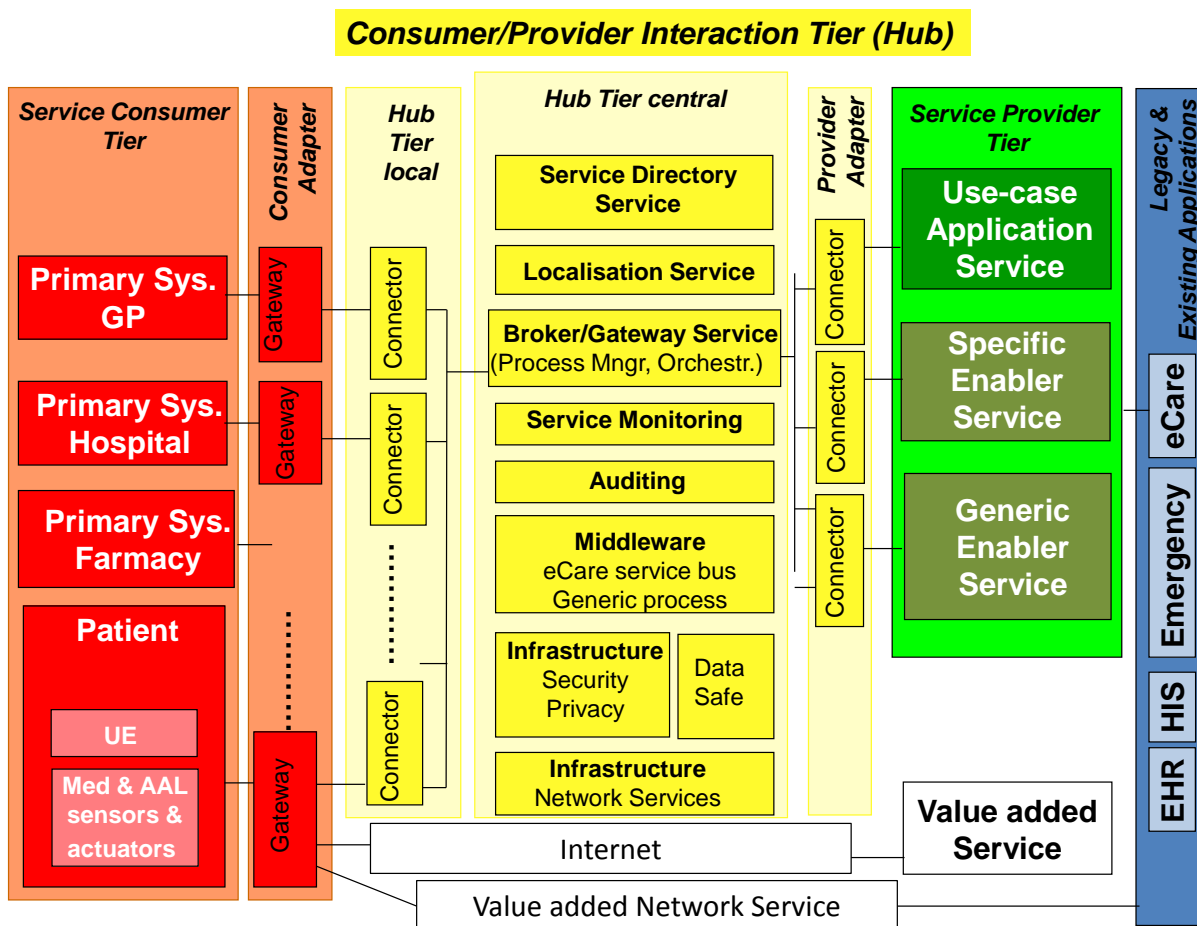 Consumer/Provider Interaction Tier (Hub)
Service Consumer
Tier
Primary Sys.
GP
Primary Sys.
Hospital
Primary Sys.
Farmacy
Patient
UE
Med & AAL
sensors &
actuators
Consumer
Adapter
Gateway
Gateway
Gateway
Hub
Tier
local
Connector
Connector
Connector
Hub Tier central
Service Directory
Service
Localisation Service
Broker/Gateway Service
(Process Mngr, Orchestr.)
Service Monitoring
Auditing
Middleware
eCare service bus
Generic process
Infrastructure
Security
Privacy
Data
Safe
Infrastructure
Network Services
Provider
Adapter
Connector
Connector
Connector
Service Provider
Tier
Use-case
Application
Service
Specific
Enabler
Service
Generic
Enabler
Service
Legacy &
Existing Applications
eCare
Emergency
HIS
EHR
Internet
Value added
Service
Value added Network Service